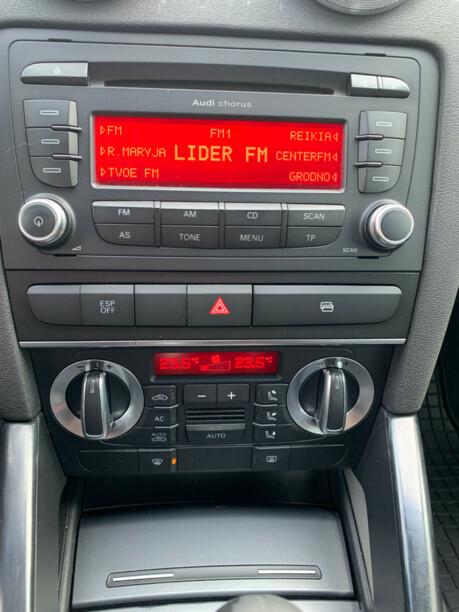 Audi chorus
▷FM FM1 REIKIA◁
▷R.MARYJA LIDER FM CENTERFM◁
▷TVOE FM GRODNO◁
FM AM CD SCAN
AS TONE MENU TP
SCAN
ESP OFF
23.5°C 23.5°C
− +
AC
AUTO AUTO